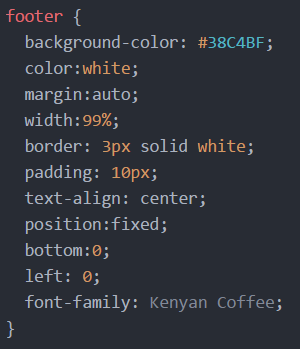 footer {
background-color: #38C4BF;
color:white;
margin:auto;
width:99%;
border: 3px solid white;
padding: 10px;
text-align: center;
position:fixed;
bottom:0;
left: 0;
font-family: Kenyan Coffee;
}